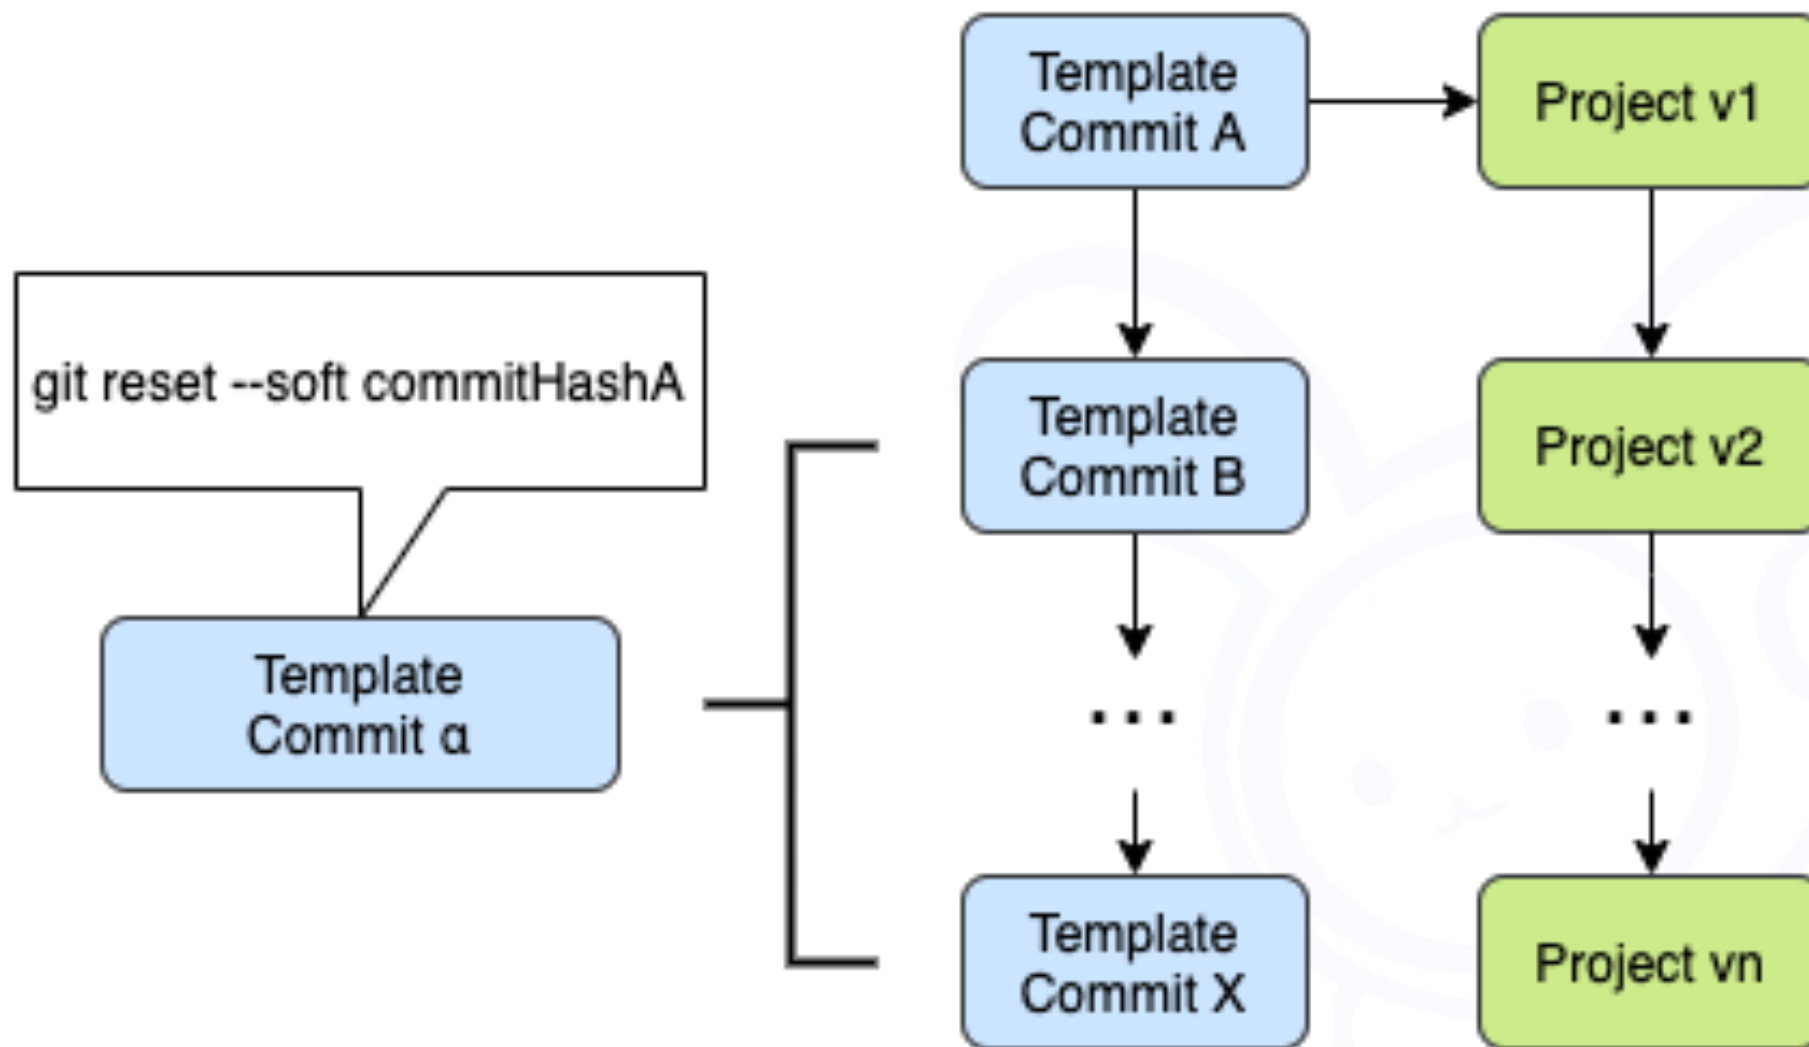 Template
Commit A
Project v1
git reset --soft commitHashA
Template
Commit B
Project v2
Template
Commit α
...
...
Template
Commit X
Project vn